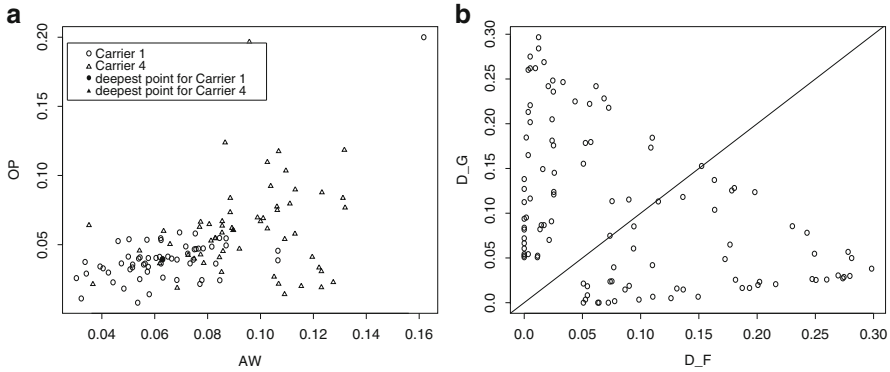 a
OP
0.20
0.15
0.10
0.05
Carrier 1
Carrier 4
deepest point for Carrier 1
deepest point for Carrier 4
0.04 0.06 0.08 0.10 0.12 0.14 0.16
AW
b
D_G
0.30
0.25
0.20
0.15
0.10
0.05
0.0
0.0 0.05 0.10 0.15 0.20 0.25 0.30
D_F